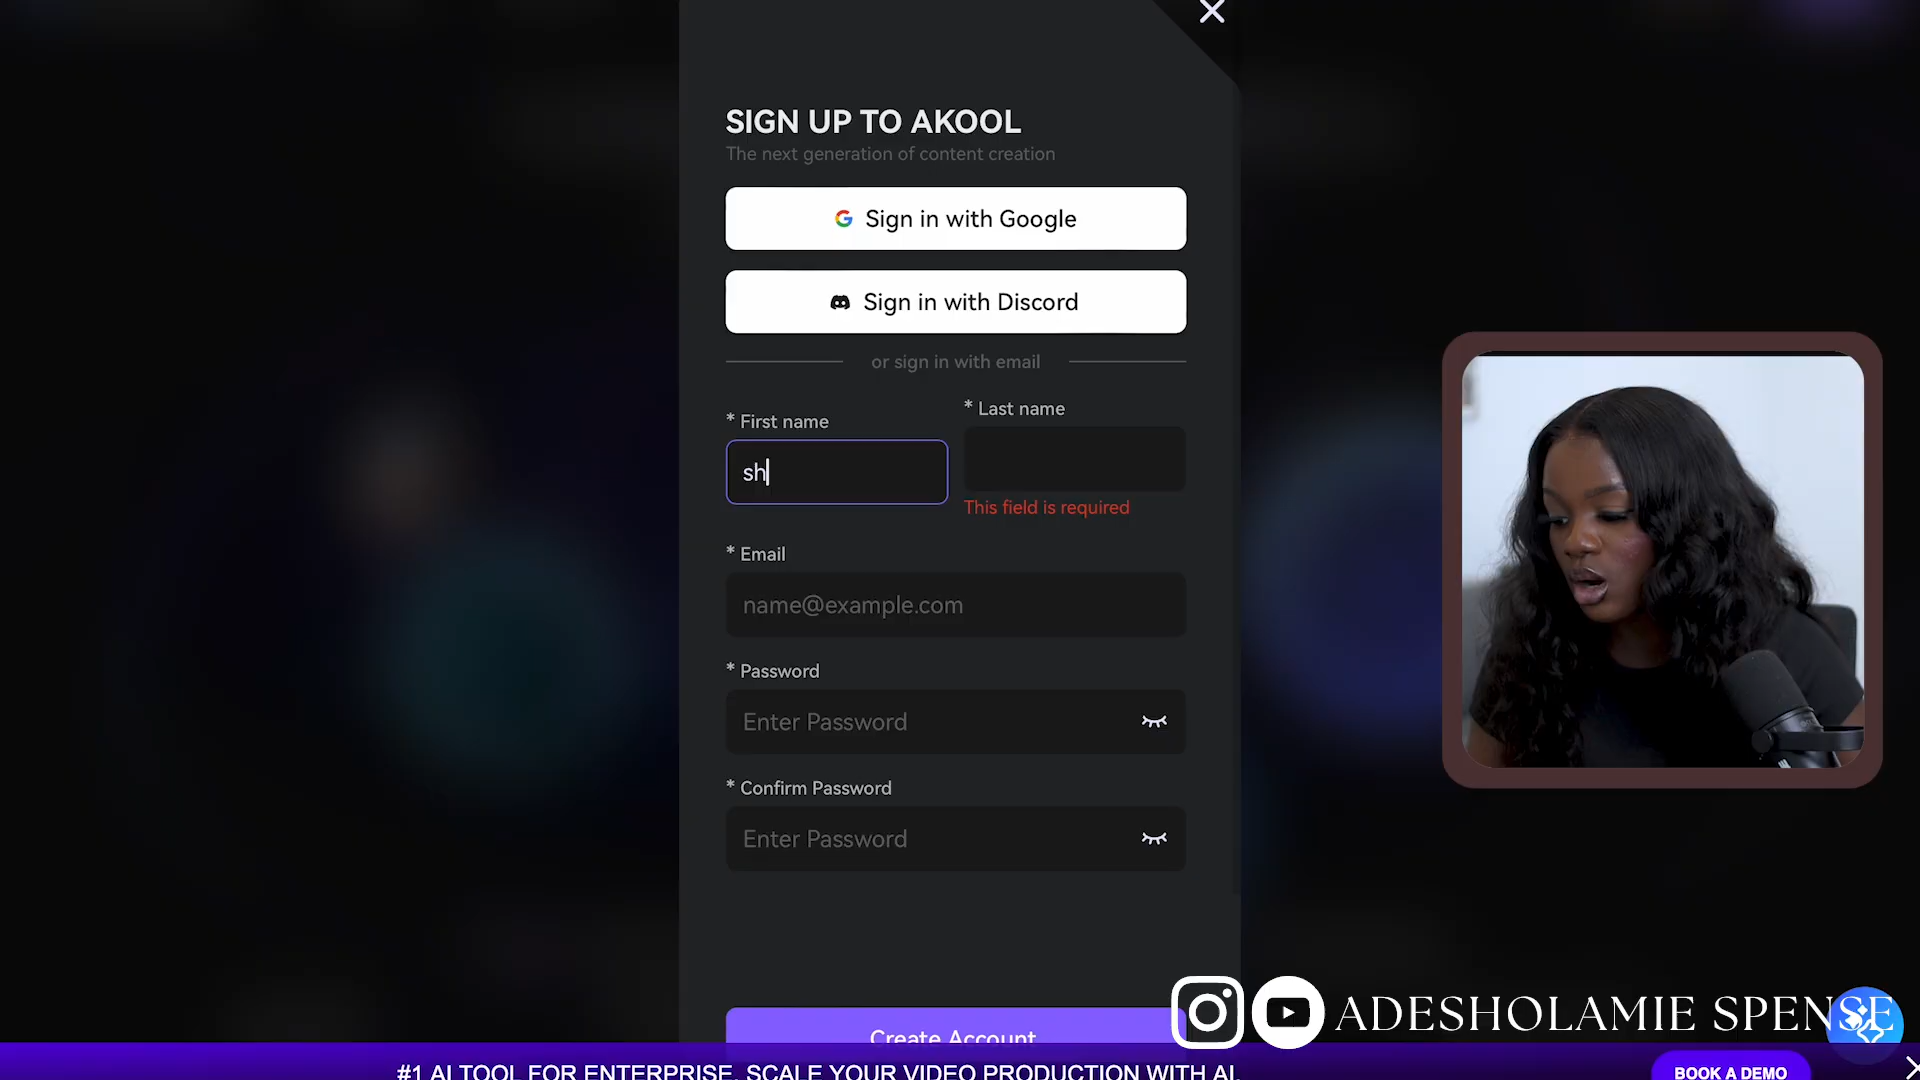 SIGN UP TO AKOOL
The next generation of content creation
Sign in with Google
Sign in with Discord
or sign in with email
* First name
* Last name
sh
This field is required
* Email
name@example.com
* Password
Enter Password
* Confirm Password
Enter Password
Create Account
ADESHOLAMIE SPENSE
#1 AI TOOL FOR ENTERPRISE. SCALE YOUR VIDEO PRODUCTION WITH AI.
BOOK A DEMO